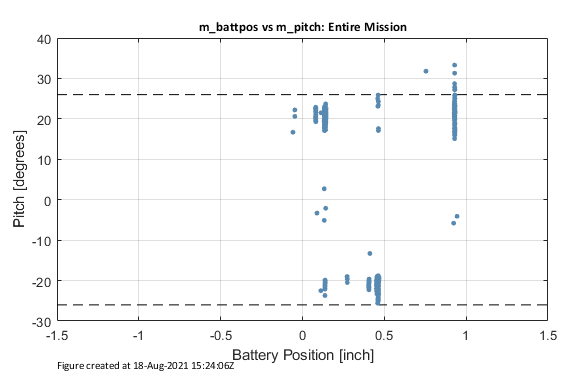 m_battpos vs m_pitch: Entire Mission
40
30
20
10
0
-10
-20
-30
Pitch [degrees]
-1.5 -1 -0.5 0 0.5 1 1.5
Battery Position [inch]
Figure created at 18-Aug-2021 15:24:06Z